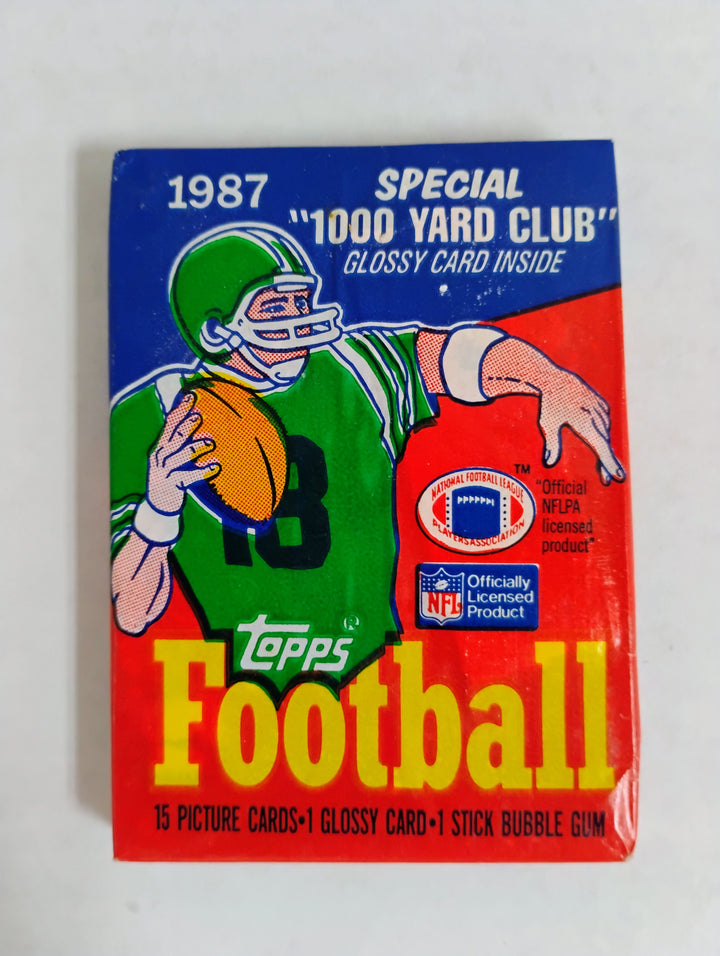 1987
SPECIAL
"1000 YARD CLUB"
GLOSSY CARD INSIDE
18
NATIONAL FOOTBALL LEAGUE
PLAYERS ASSOCIATION
TM
"Official
NFLPA
licensed
product"
NFL
Officially
Licensed
Product
topps®
Football
15 PICTURE CARDS•1 GLOSSY CARD•1 STICK BUBBLE GUM